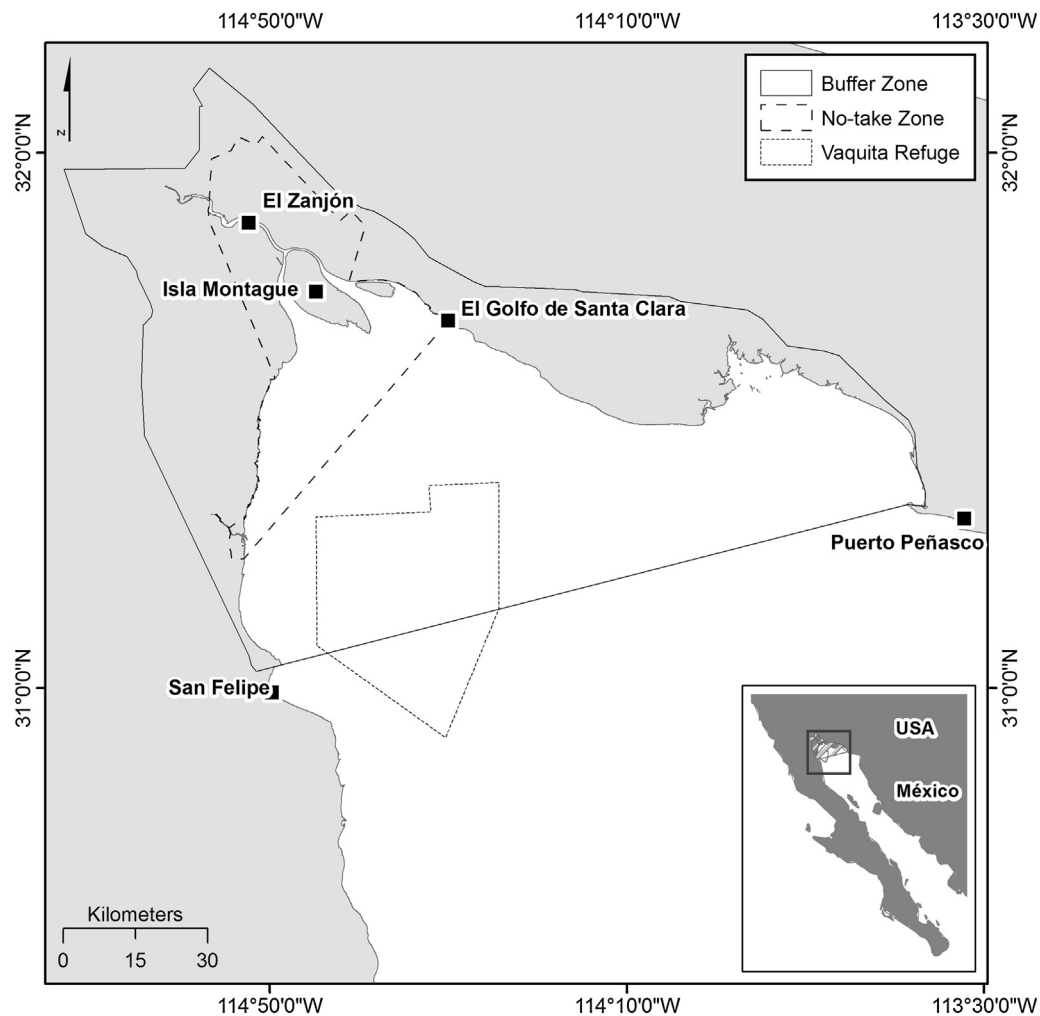 114°50'0"W 114°10'0"W 113°30'0"W
Buffer Zone
No-take Zone
Vaquita Refuge
N
32°0'0"N 32°0'0"N
El Zanjón
Isla Montague
El Golfo de Santa Clara
Puerto Peñasco
San Felipe
31°0'0"N 31°0'0"N
USA
México
Kilometers
0 15 30
114°50'0"W 114°10'0"W 113°30'0"W